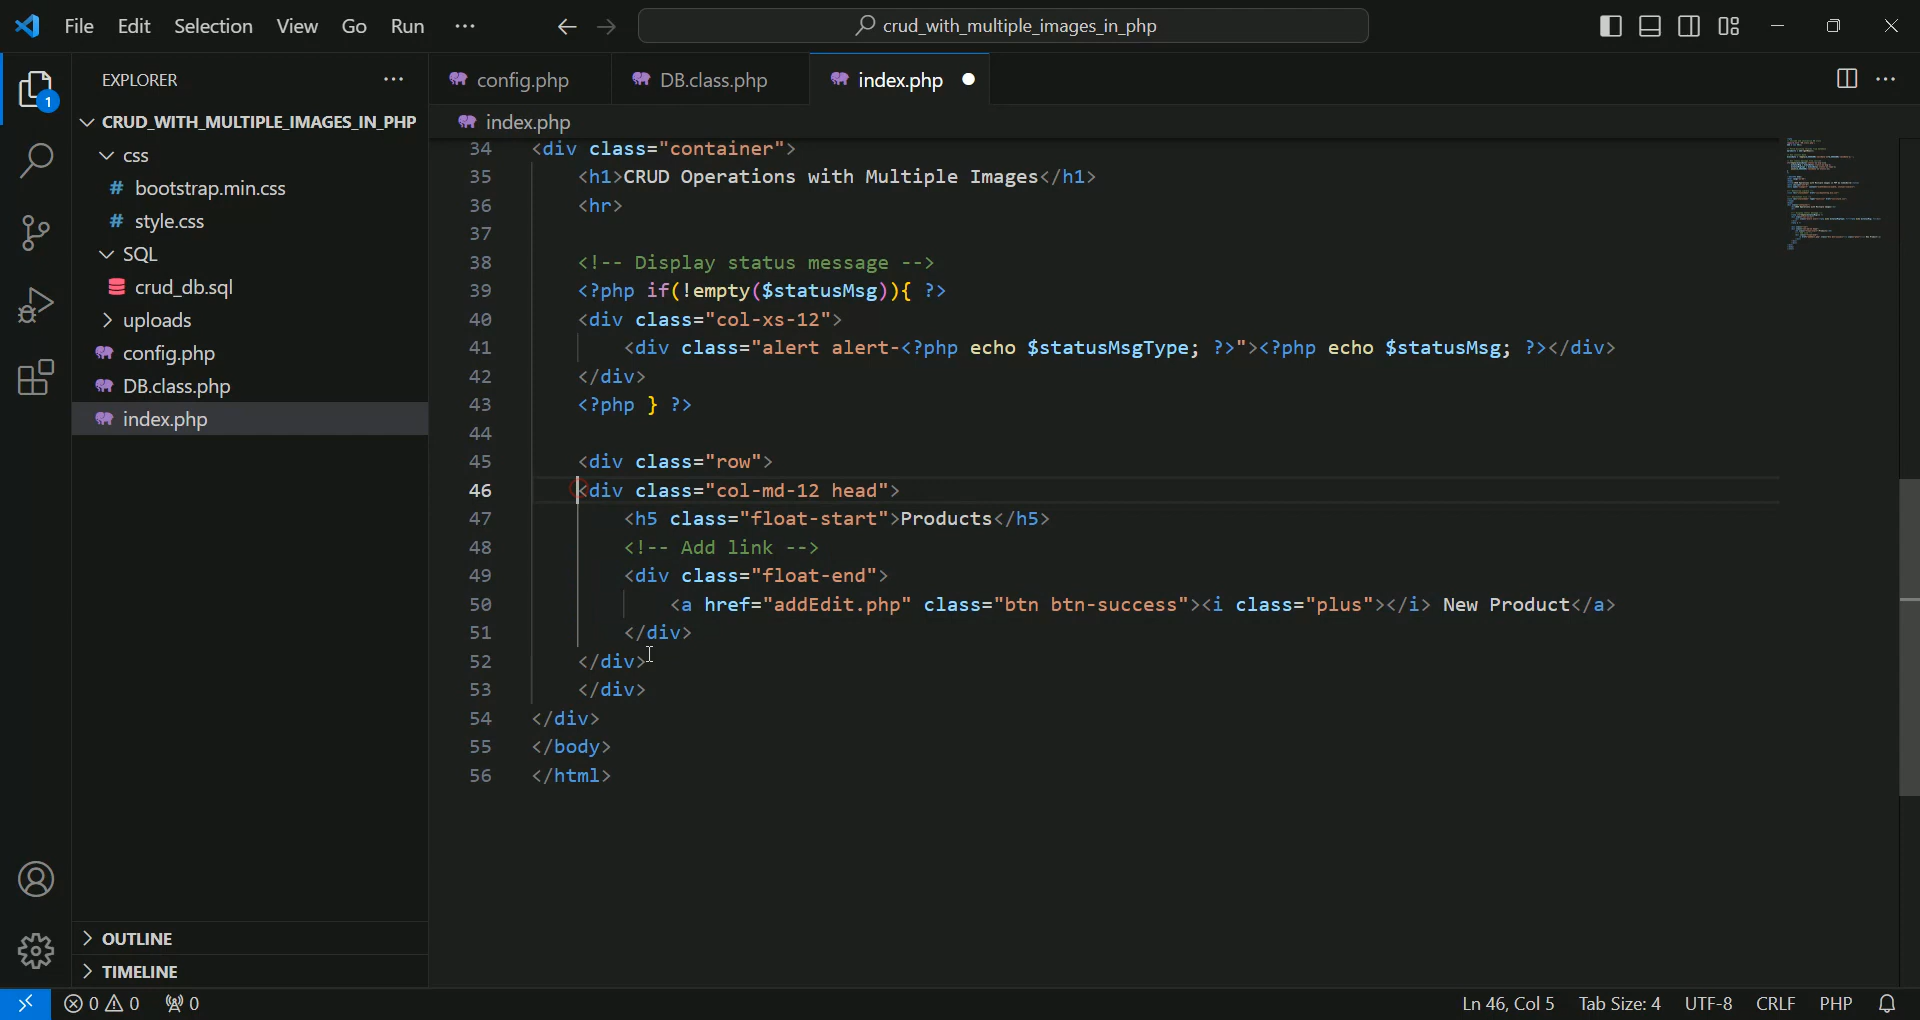 File Edit Selection View Go Run ··· crud_with_multiple_images_in_php
EXPLORER ···
config.php DB.class.php index.php
CRUD_WITH_MULTIPLE_IMAGES_IN_PHP
css
bootstrap.min.css
style.css
SQL
crud_db.sql
uploads
config.php
DB.class.php
index.php
OUTLINE
TIMELINE
1
index.php
34 <div class="container">
35 <h1>CRUD Operations with Multiple Images</h1>
36 <hr>
37
38 <!-- Display status message -->
39 <?php if(!empty($statusMsg)){ ?>
40 <div class="col-xs-12">
41 <div class="alert alert-<?php echo $statusMsgType; ?>"><?php echo $statusMsg; ?></div>
42 </div>
43 <?php } ?>
44
45 <div class="row">
46 <div class="col-md-12 head">
47 <h5 class="float-start">Products</h5>
48 <!-- Add link -->
49 <div class="float-end">
50 <a href="addEdit.php" class="btn btn-success"><i class="plus"></i> New Product</a>
51 </div>
52 </div>
53 </div>
54 </div>
55 </body>
56 </html>
0 0 0 Ln 46, Col 5 Tab Size: 4 UTF-8 CRLF PHP